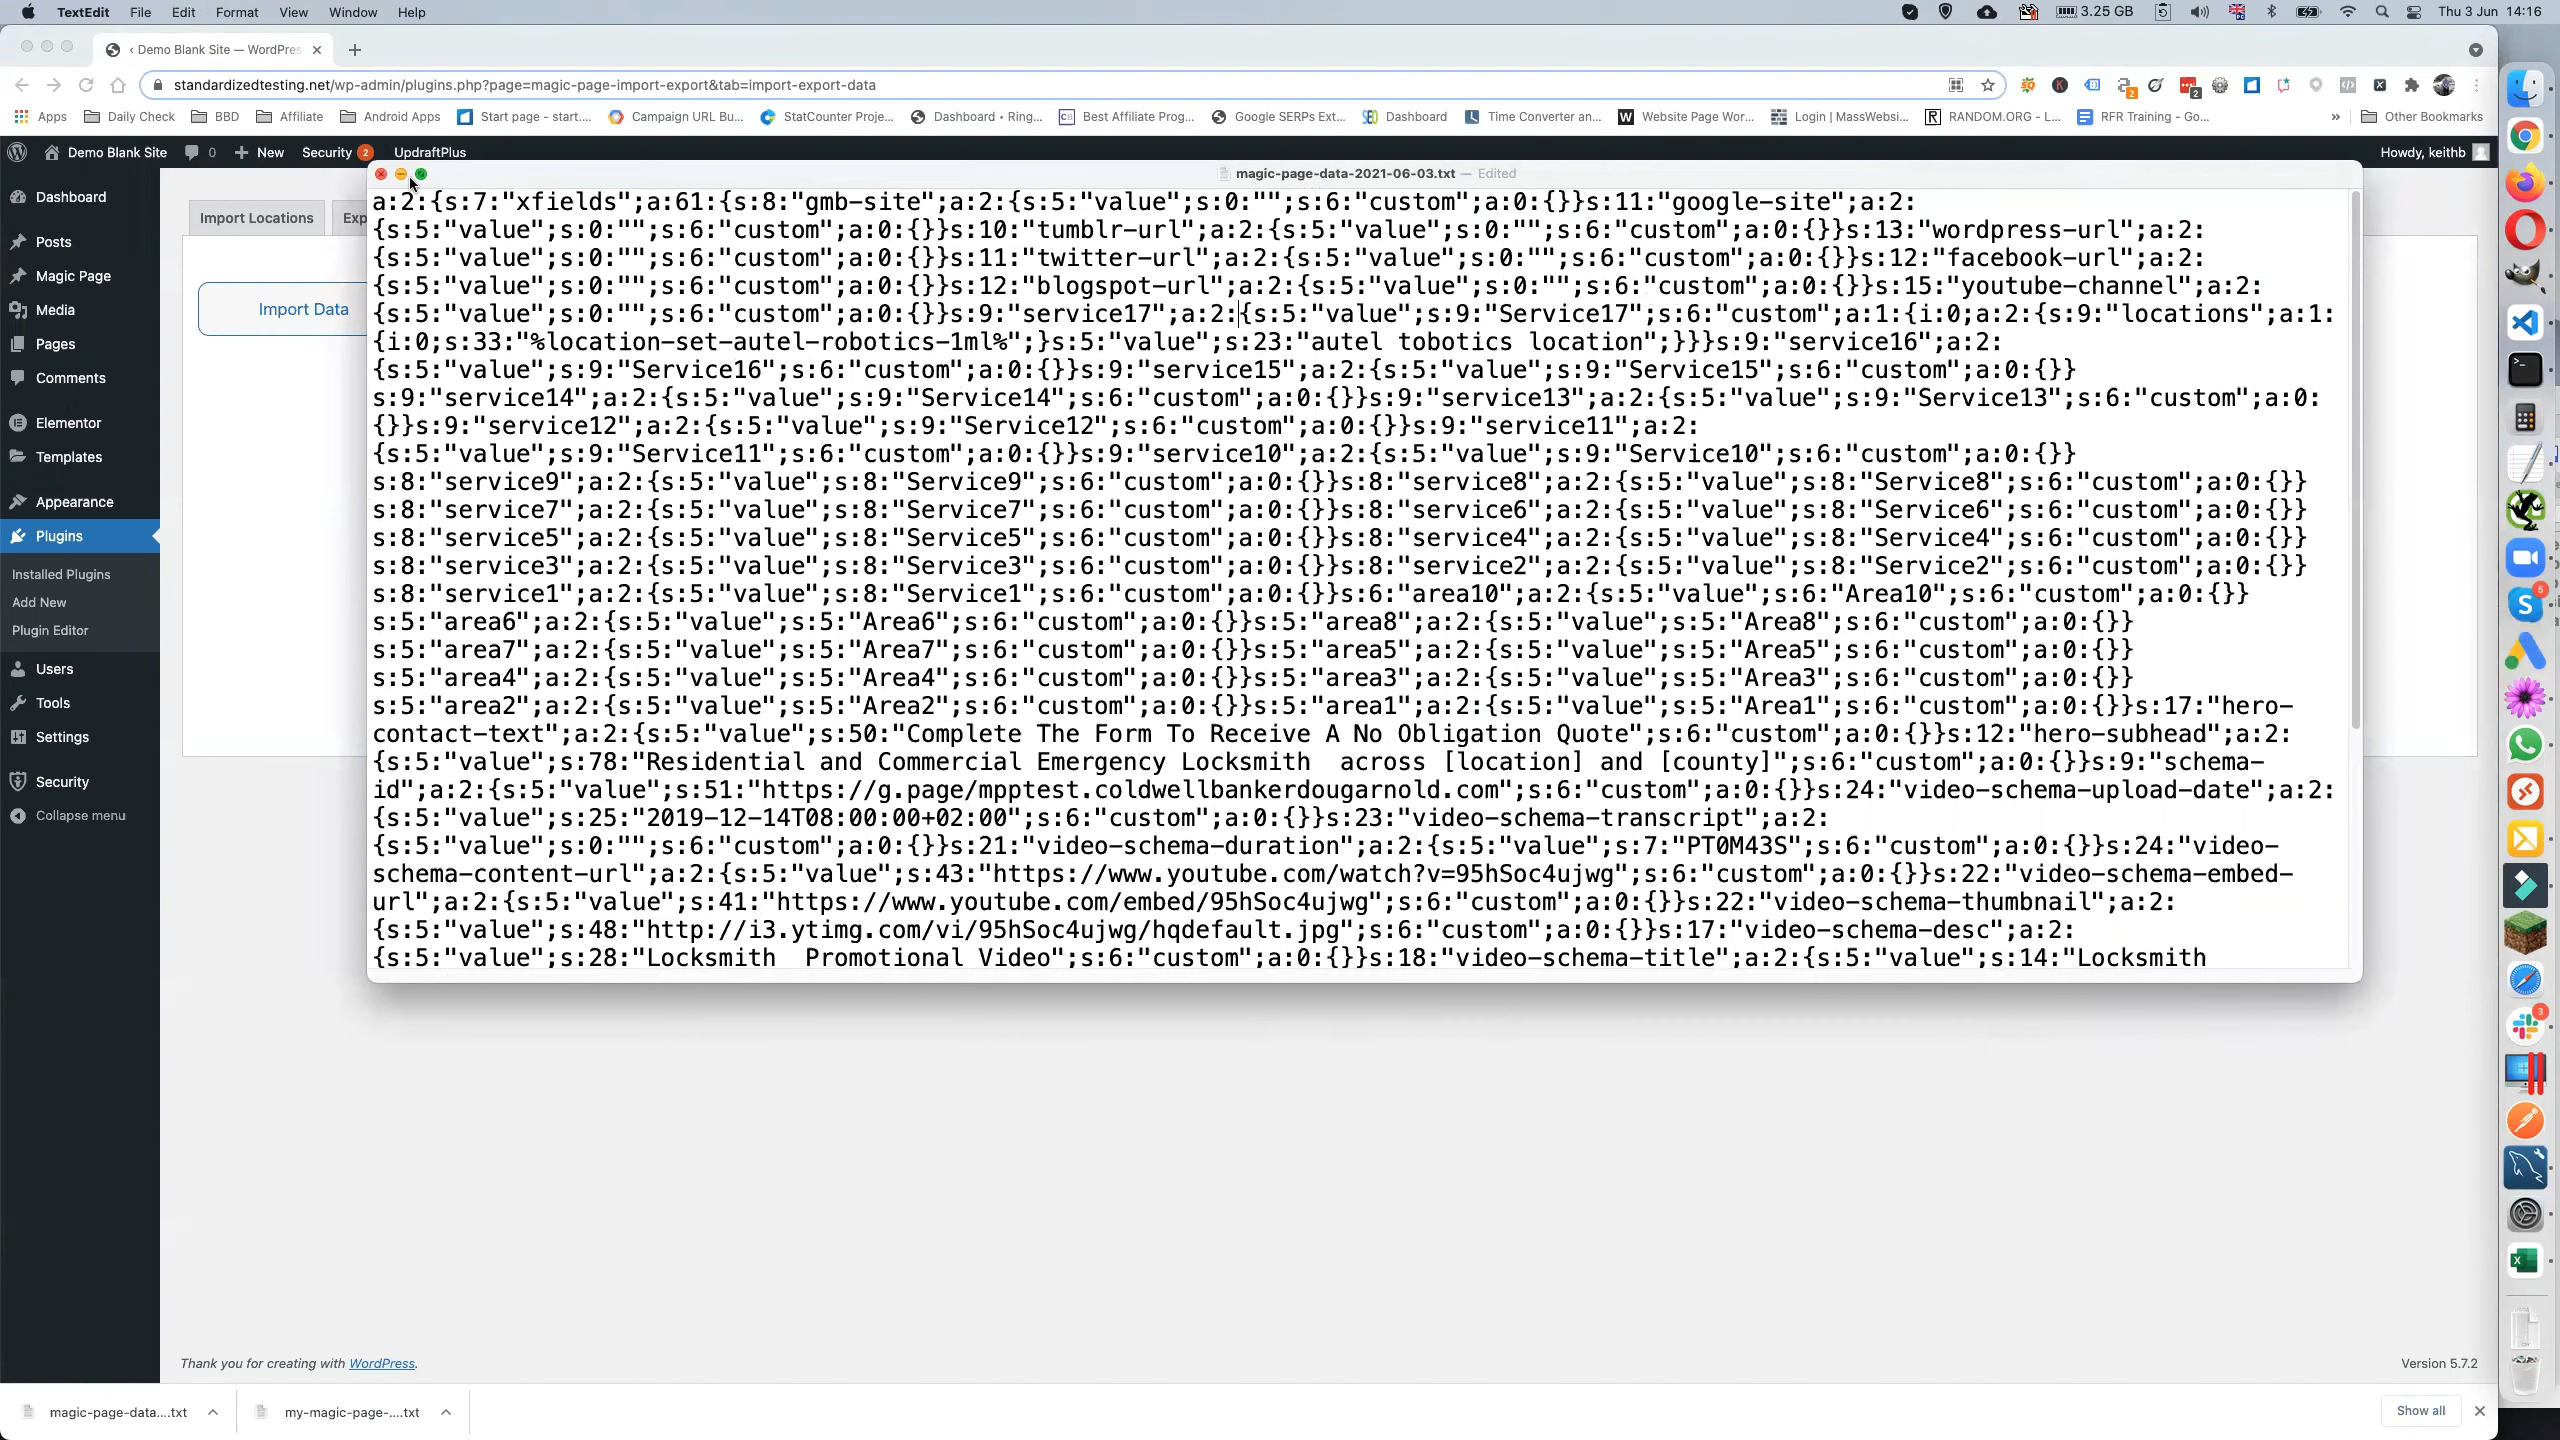 TextEdit File Edit Format View Window Help 3.25 GB Thu 3 Jun 14:16
‹ Demo Blank Site — WordPres
standardizedtesting.net/wp-admin/plugins.php?page=magic-page-import-export&tab=import-export-data
Apps Daily Check BBD Affiliate Android Apps Start page - start.... Campaign URL Bu... StatCounter Proje... Dashboard • Ring... Best Affiliate Prog... Google SERPs Ext... Dashboard Time Converter an... Website Page Wor... Login | MassWebsi... RANDOM.ORG - L... RFR Training - Go... » Other Bookmarks
Demo Blank Site 0 New Security 2 UpdraftPlus Howdy, keithb
magic-page-data-2021-06-03.txt — Edited
Dashboard
Posts
Magic Page
Media
Pages
Comments
Elementor
Templates
Appearance
Plugins
Installed Plugins
Add New
Plugin Editor
Users
Tools
Settings
Security
Collapse menu
Import Locations Exp
Import Data
a:2:{s:7:"xfields";a:61:{s:8:"gmb-site";a:2:{s:5:"value";s:0:"";s:6:"custom";a:0:{}}s:11:"google-site";a:2:
{s:5:"value";s:0:"";s:6:"custom";a:0:{}}s:10:"tumblr-url";a:2:{s:5:"value";s:0:"";s:6:"custom";a:0:{}}s:13:"wordpress-url";a:2:
{s:5:"value";s:0:"";s:6:"custom";a:0:{}}s:11:"twitter-url";a:2:{s:5:"value";s:0:"";s:6:"custom";a:0:{}}s:12:"facebook-url";a:2:
{s:5:"value";s:0:"";s:6:"custom";a:0:{}}s:12:"blogspot-url";a:2:{s:5:"value";s:0:"";s:6:"custom";a:0:{}}s:15:"youtube-channel";a:2:
{s:5:"value";s:0:"";s:6:"custom";a:0:{}}s:9:"service17";a:2:{s:5:"value";s:9:"Service17";s:6:"custom";a:1:{i:0;a:2:{s:9:"locations";a:1:
{i:0;s:33:"%location-set-autel-robotics-1ml%";}s:5:"value";s:23:"autel tobotics location";}}}s:9:"service16";a:2:
{s:5:"value";s:9:"Service16";s:6:"custom";a:0:{}}s:9:"service15";a:2:{s:5:"value";s:9:"Service15";s:6:"custom";a:0:{}}
s:9:"service14";a:2:{s:5:"value";s:9:"Service14";s:6:"custom";a:0:{}}s:9:"service13";a:2:{s:5:"value";s:9:"Service13";s:6:"custom";a:0:
{}}s:9:"service12";a:2:{s:5:"value";s:9:"Service12";s:6:"custom";a:0:{}}s:9:"service11";a:2:
{s:5:"value";s:9:"Service11";s:6:"custom";a:0:{}}s:9:"service10";a:2:{s:5:"value";s:9:"Service10";s:6:"custom";a:0:{}}
s:8:"service9";a:2:{s:5:"value";s:8:"Service9";s:6:"custom";a:0:{}}s:8:"service8";a:2:{s:5:"value";s:8:"Service8";s:6:"custom";a:0:{}}
s:8:"service7";a:2:{s:5:"value";s:8:"Service7";s:6:"custom";a:0:{}}s:8:"service6";a:2:{s:5:"value";s:8:"Service6";s:6:"custom";a:0:{}}
s:8:"service5";a:2:{s:5:"value";s:8:"Service5";s:6:"custom";a:0:{}}s:8:"service4";a:2:{s:5:"value";s:8:"Service4";s:6:"custom";a:0:{}}
s:8:"service3";a:2:{s:5:"value";s:8:"Service3";s:6:"custom";a:0:{}}s:8:"service2";a:2:{s:5:"value";s:8:"Service2";s:6:"custom";a:0:{}}
s:8:"service1";a:2:{s:5:"value";s:8:"Service1";s:6:"custom";a:0:{}}s:6:"area10";a:2:{s:5:"value";s:6:"Area10";s:6:"custom";a:0:{}}
s:5:"area6";a:2:{s:5:"value";s:5:"Area6";s:6:"custom";a:0:{}}s:5:"area8";a:2:{s:5:"value";s:5:"Area8";s:6:"custom";a:0:{}}
s:5:"area7";a:2:{s:5:"value";s:5:"Area7";s:6:"custom";a:0:{}}s:5:"area5";a:2:{s:5:"value";s:5:"Area5";s:6:"custom";a:0:{}}
s:5:"area4";a:2:{s:5:"value";s:5:"Area4";s:6:"custom";a:0:{}}s:5:"area3";a:2:{s:5:"value";s:5:"Area3";s:6:"custom";a:0:{}}
s:5:"area2";a:2:{s:5:"value";s:5:"Area2";s:6:"custom";a:0:{}}s:5:"area1";a:2:{s:5:"value";s:5:"Area1";s:6:"custom";a:0:{}}s:17:"hero-
contact-text";a:2:{s:5:"value";s:50:"Complete The Form To Receive A No Obligation Quote";s:6:"custom";a:0:{}}s:12:"hero-subhead";a:2:
{s:5:"value";s:78:"Residential and Commercial Emergency Locksmith  across [location] and [county]";s:6:"custom";a:0:{}}s:9:"schema-
id";a:2:{s:5:"value";s:51:"https://g.page/mpptest.coldwellbankerdougarnold.com";s:6:"custom";a:0:{}}s:24:"video-schema-upload-date";a:2:
{s:5:"value";s:25:"2019-12-14T08:00:00+02:00";s:6:"custom";a:0:{}}s:23:"video-schema-transcript";a:2:
{s:5:"value";s:0:"";s:6:"custom";a:0:{}}s:21:"video-schema-duration";a:2:{s:5:"value";s:7:"PT0M43S";s:6:"custom";a:0:{}}s:24:"video-
schema-content-url";a:2:{s:5:"value";s:43:"https://www.youtube.com/watch?v=95hSoc4ujwg";s:6:"custom";a:0:{}}s:22:"video-schema-embed-
url";a:2:{s:5:"value";s:41:"https://www.youtube.com/embed/95hSoc4ujwg";s:6:"custom";a:0:{}}s:22:"video-schema-thumbnail";a:2:
{s:5:"value";s:48:"http://i3.ytimg.com/vi/95hSoc4ujwg/hqdefault.jpg";s:6:"custom";a:0:{}}s:17:"video-schema-desc";a:2:
{s:5:"value";s:28:"Locksmith  Promotional Video";s:6:"custom";a:0:{}}s:18:"video-schema-title";a:2:{s:5:"value";s:14:"Locksmith
Thank you for creating with WordPress. Version 5.7.2
magic-page-data....txt my-magic-page-....txt Show all